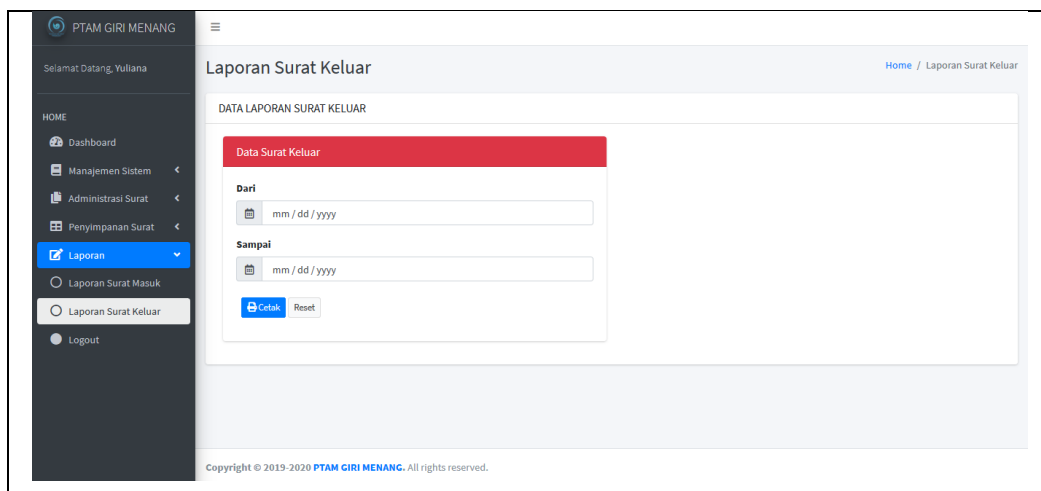 PTAM GIRI MENANG
Selamat Datang, Yuliana
HOME
Dashboard
Manajemen Sistem
Administrasi Surat
Penyimpanan Surat
Laporan
Laporan Surat Masuk
Laporan Surat Keluar
Logout
Laporan Surat Keluar
Home / Laporan Surat Keluar
DATA LAPORAN SURAT KELUAR
Data Surat Keluar
Dari
mm / dd / yyyy
Sampai
mm / dd / yyyy
Cetak Reset
Copyright © 2019-2020 PTAM GIRI MENANG. All rights reserved.